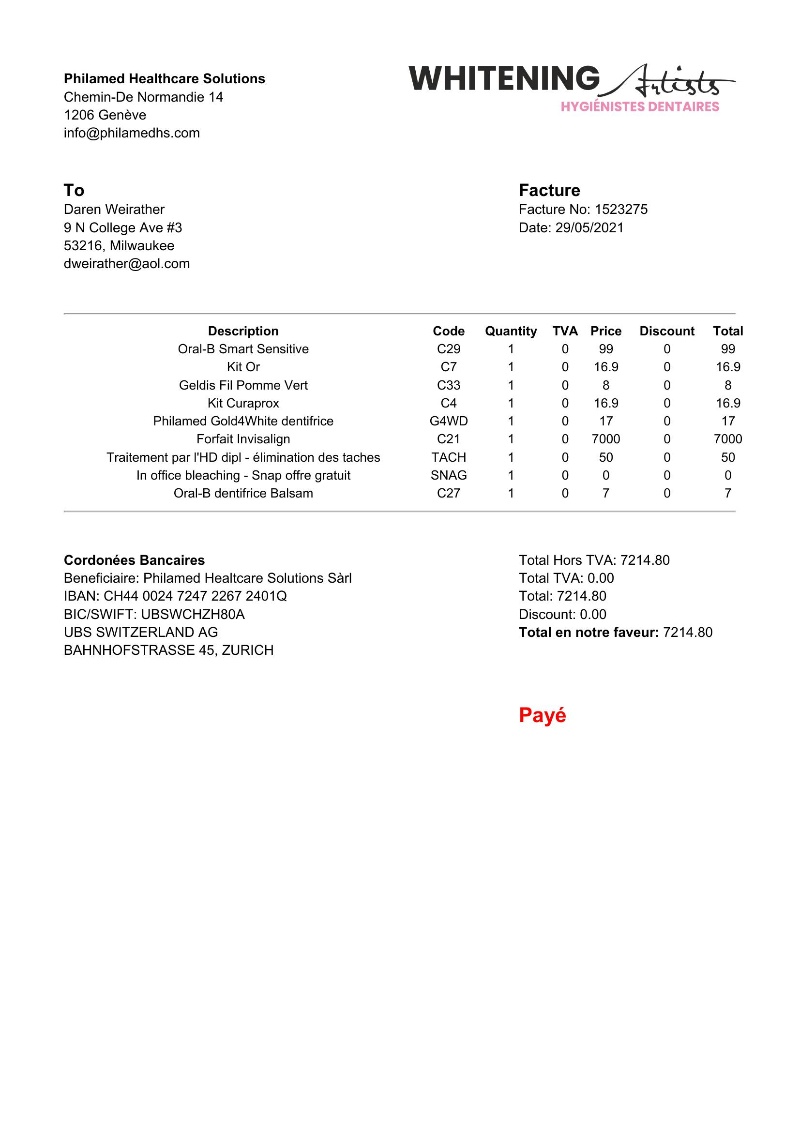 Philamed Healthcare Solutions
Chemin-De Normandie 14
1206 Genève
info@philamedhs.com
WHITENING Artists
HYGIÉNISTES DENTAIRES
To
Daren Weirather
9 N College Ave #3
53216, Milwaukee
dweirather@aol.com
Facture
Facture No: 1523275
Date: 29/05/2021
Description Code Quantity TVA Price Discount Total
Oral-B Smart Sensitive C29 1 0 99 0 99
Kit Or C7 1 0 16.9 0 16.9
Geldis Fil Pomme Vert C33 1 0 8 0 8
Kit Curaprox C4 1 0 16.9 0 16.9
Philamed Gold4White dentifrice G4WD 1 0 17 0 17
Forfait Invisalign C21 1 0 7000 0 7000
Traitement par l'HD dipl - élimination des taches TACH 1 0 50 0 50
In office bleaching - Snap offre gratuit SNAG 1 0 0 0 0
Oral-B dentifrice Balsam C27 1 0 7 0 7
Cordonées Bancaires
Beneficiaire: Philamed Healtcare Solutions Sàrl
IBAN: CH44 0024 7247 2267 2401Q
BIC/SWIFT: UBSWCHZH80A
UBS SWITZERLAND AG
BAHNHOFSTRASSE 45, ZURICH
Total Hors TVA: 7214.80
Total TVA: 0.00
Total: 7214.80
Discount: 0.00
Total en notre faveur: 7214.80
Payé